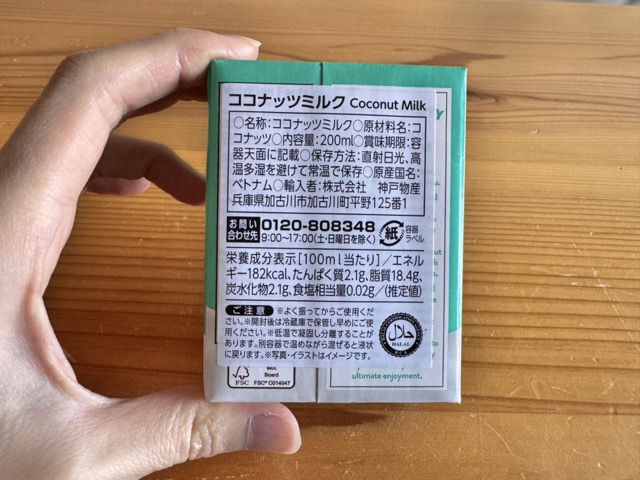 ココナッツミルク Coconut Milk
○名称:ココナッツミルク○原材料名:コ
コナッツ○内容量:200ml○賞味期限:容
器天面に記載○保存方法:直射日光、高
温多湿を避けて常温で保存○原産国名:
ベトナム○輸入者:株式会社 神戸物産
兵庫県加古川市加古川町平野125番1
お問い合わせ先 0120-808348
9:00~17:00(土・日曜日を除く)
紙 容器 ラベル
栄養成分表示[100ml当たり]/エネル
ギー182kcal、たんぱく質2.1g、脂質18.4g、
炭水化物2.1g、食塩相当量0.02g/(推定値)
ご注意 ※よく振ってからご使用くだ
さい。※開封後は冷蔵庫で保管し早めにご使
用ください。※低温で凝固し分離することが
あります。別容器で温めながら混ぜると液状
に戻ります。※写真・イラストはイメージです。
حلال
HALAL
MIX
Board
FSC FSC® C014047
ultimate enjoyment.